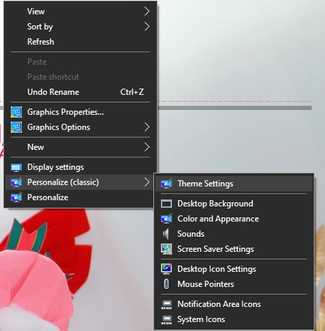 View
Sort by
Refresh
Paste
Paste shortcut
Undo Rename Ctrl+Z
Graphics Properties...
Graphics Options
New
Display settings
Personalize (classic)
Personalize
Theme Settings
Desktop Background
Color and Appearance
Sounds
Screen Saver Settings
Desktop Icon Settings
Mouse Pointers
Notification Area Icons
System Icons